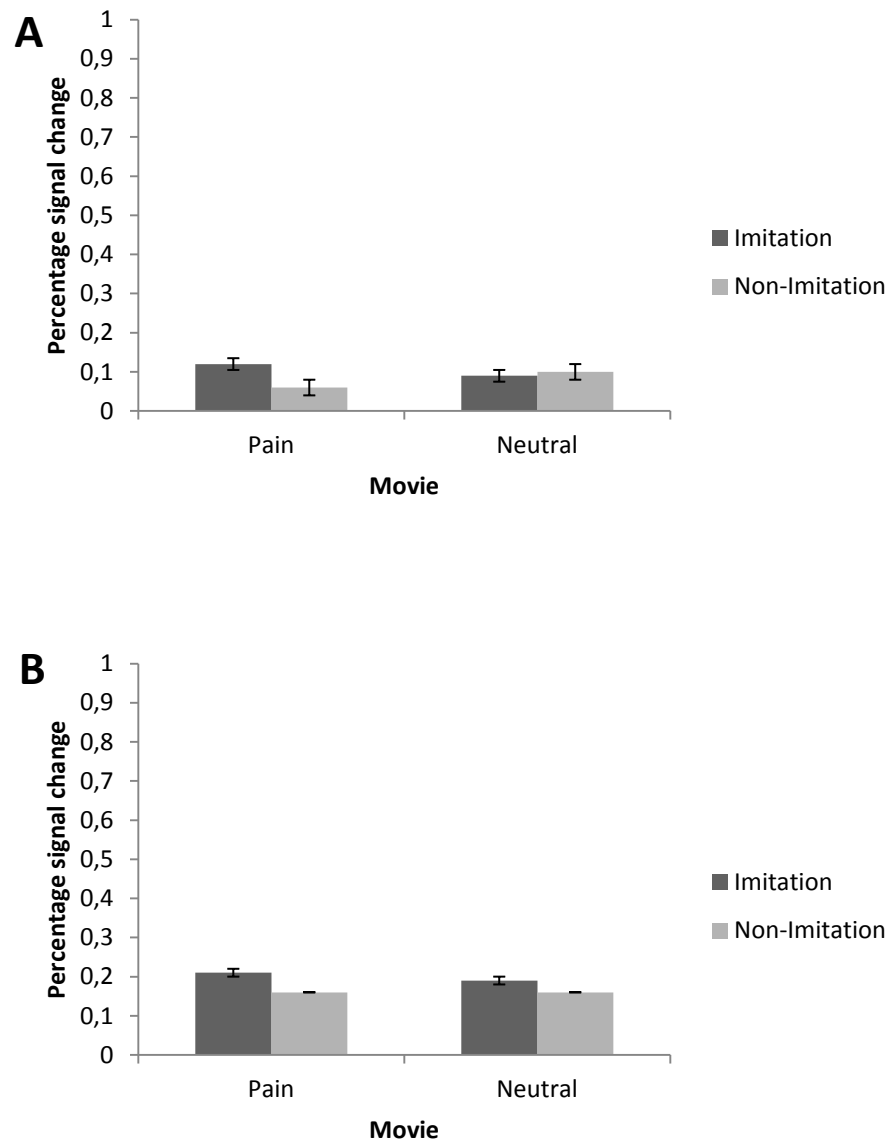 A
Percentage signal change
1
0,9
0,8
0,7
0,6
0,5
0,4
0,3
0,2
0,1
0
Pain
Neutral
Movie
Imitation
Non-Imitation
B
Percentage signal change
1
0,9
0,8
0,7
0,6
0,5
0,4
0,3
0,2
0,1
0
Pain
Neutral
Movie
Imitation
Non-Imitation